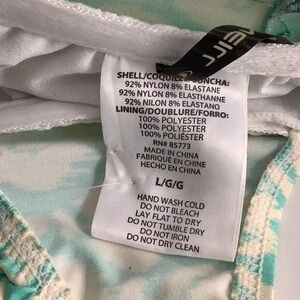 SHELL/COQUILLE/CONCHA:
92% NYLON 8% ELASTANE
92% NYLON 8% ELASTHANNE
92% NILON 8% ELASTANO
LINING/DOUBLURE/FORRO:
100% POLYESTER
100% POLYESTER
100% POLIÉSTER
RN# 85773
MADE IN CHINA
FABRIQUÉ EN CHINE
HECHO EN CHINA
L/G/G
HAND WASH COLD
DO NOT BLEACH
LAY FLAT TO DRY
DO NOT TUMBLE DRY
DO NOT IRON
DO NOT DRY CLEAN